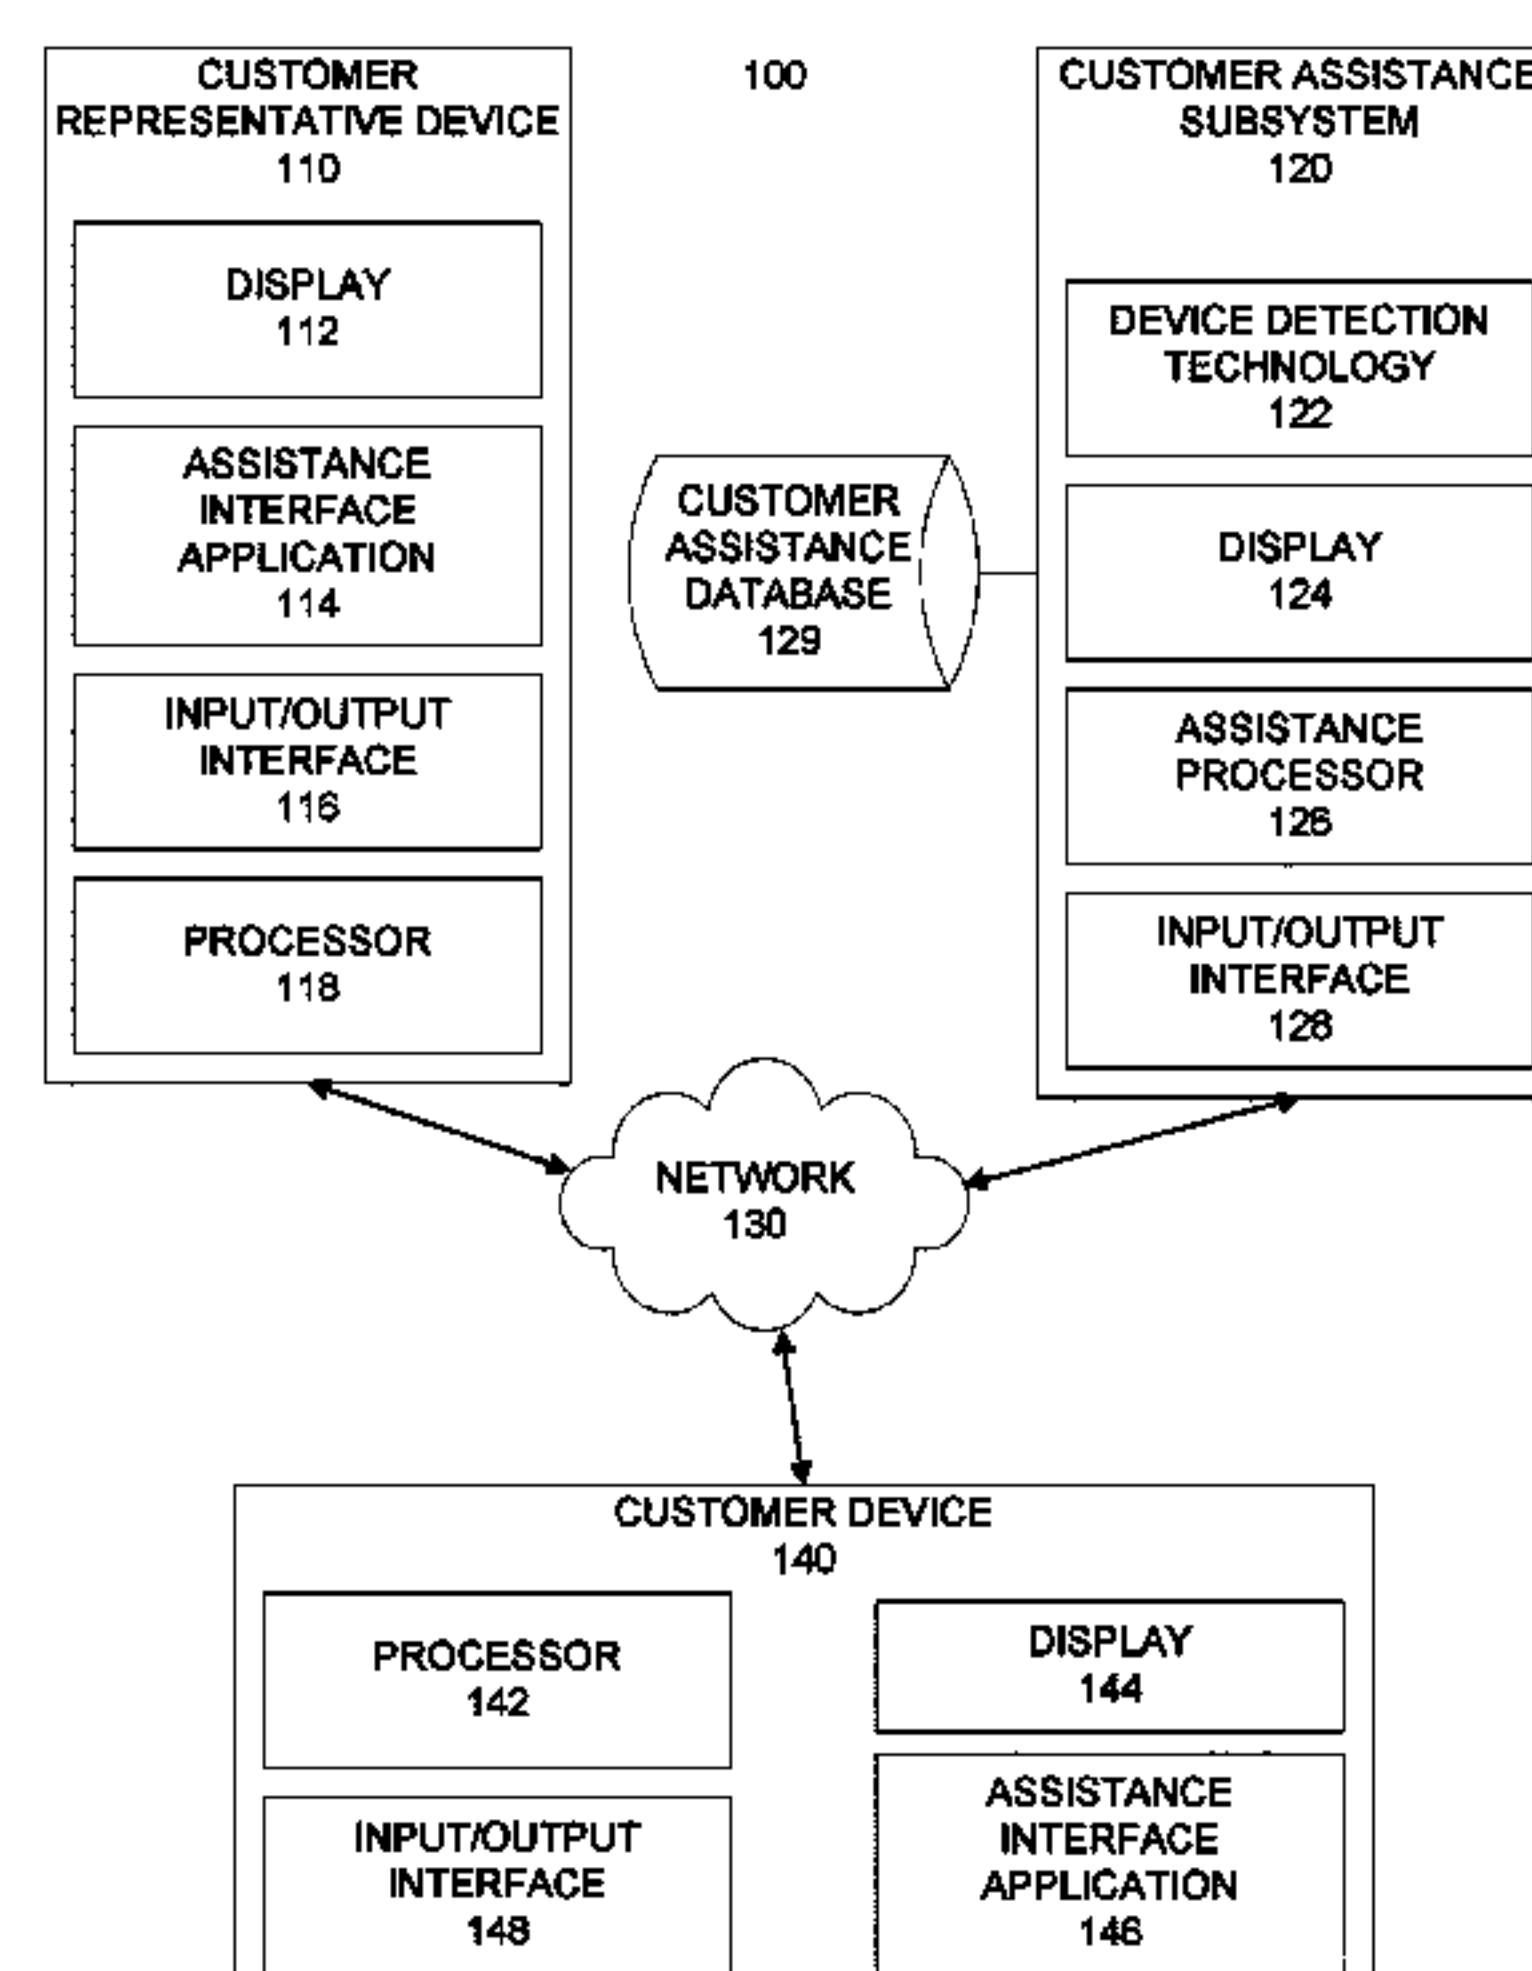 CUSTOMER
REPRESENTATIVE DEVICE
110
DISPLAY
112
ASSISTANCE
INTERFACE
APPLICATION
114
INPUT/OUTPUT
INTERFACE
116
PROCESSOR
118
100
CUSTOMER
ASSISTANCE
DATABASE
129
CUSTOMER ASSISTANCE
SUBSYSTEM
120
DEVICE DETECTION
TECHNOLOGY
122
DISPLAY
124
ASSISTANCE
PROCESSOR
126
INPUT/OUTPUT
INTERFACE
128
NETWORK
130
CUSTOMER DEVICE
140
PROCESSOR
142
INPUT/OUTPUT
INTERFACE
148
DISPLAY
144
ASSISTANCE
INTERFACE
APPLICATION
146